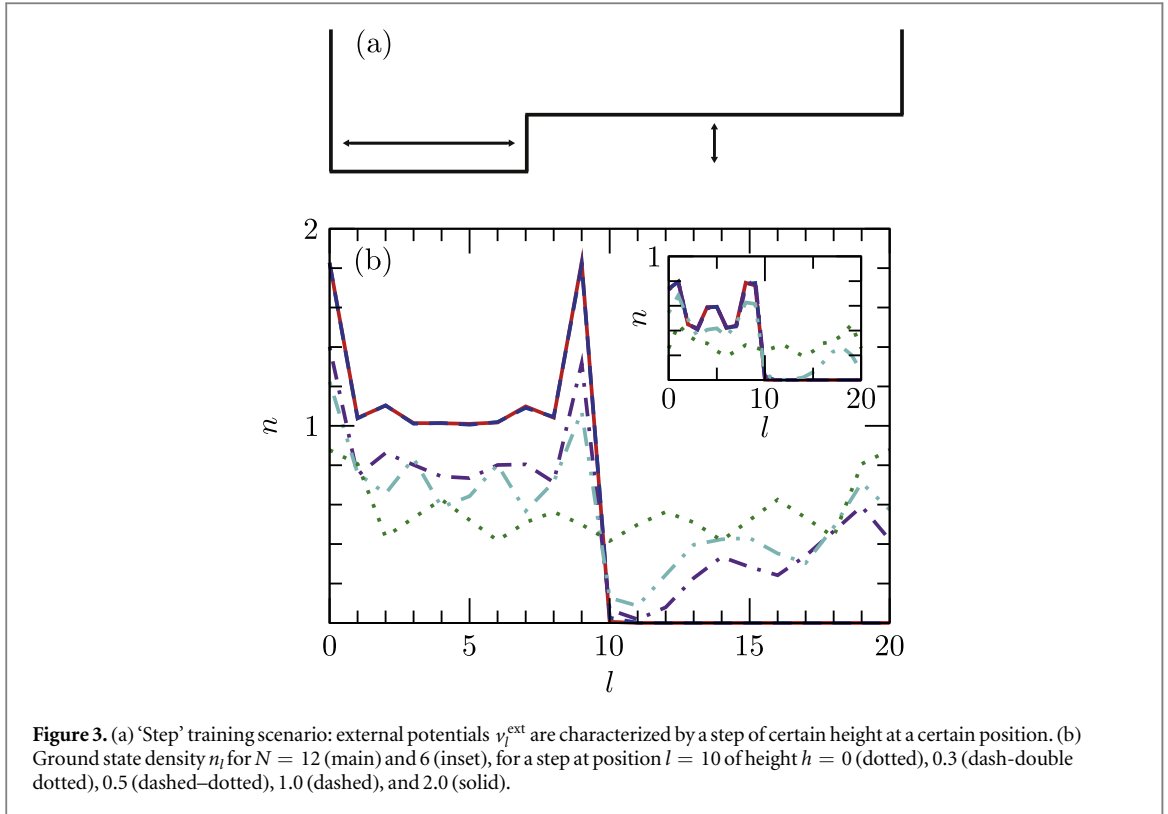 (a)
2
(b)
1
n
1
n
0
10
20
l
0
5
10
15
20
l
Figure 3. (a) ‘Step’ training scenario: external potentials νₗᵉˣᵗ are characterized by a step of certain height at a certain position. (b)
Ground state density nₗ for N = 12 (main) and 6 (inset), for a step at position l = 10 of height h = 0 (dotted), 0.3 (dash-double
dotted), 0.5 (dashed–dotted), 1.0 (dashed), and 2.0 (solid).